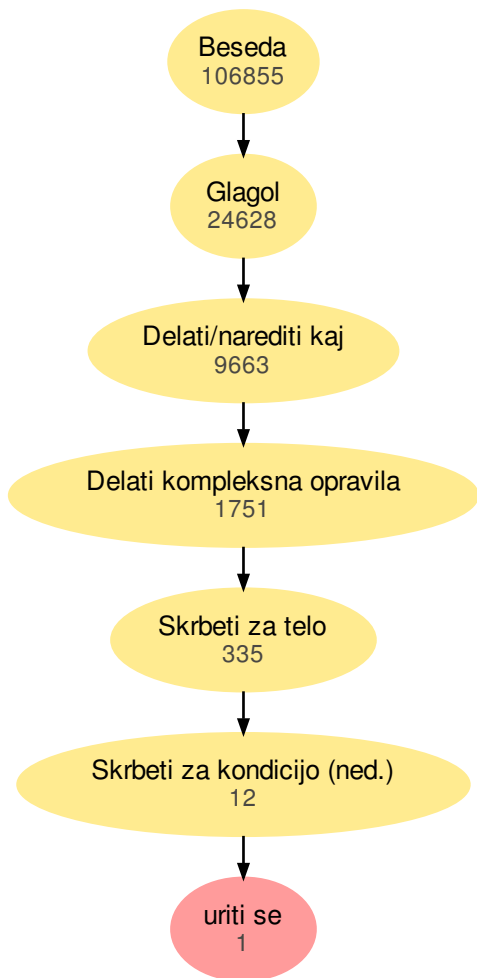 Beseda
106855
Glagol
24628
Delati/narediti kaj
9663
Delati kompleksna opravila
1751
Skrbeti za telo
335
Skrbeti za kondicijo (ned.)
12
uriti se
1